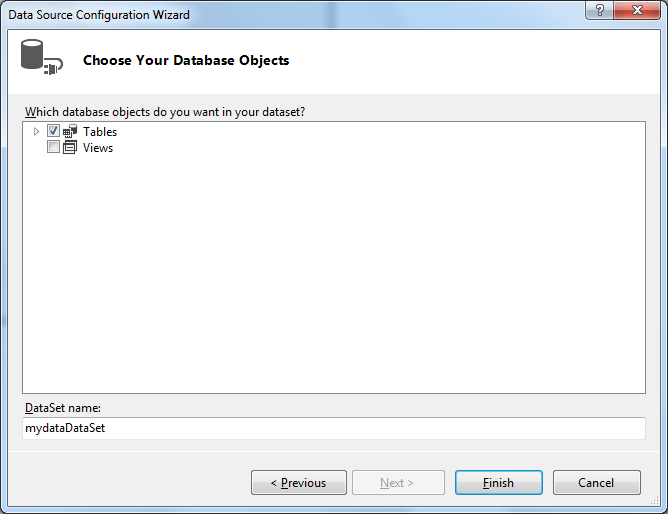 Data Source Configuration Wizard
?
Choose Your Database Objects
Which database objects do you want in your dataset?
Tables
Views
DataSet name:
mydataDataSet
< Previous Next > Finish Cancel